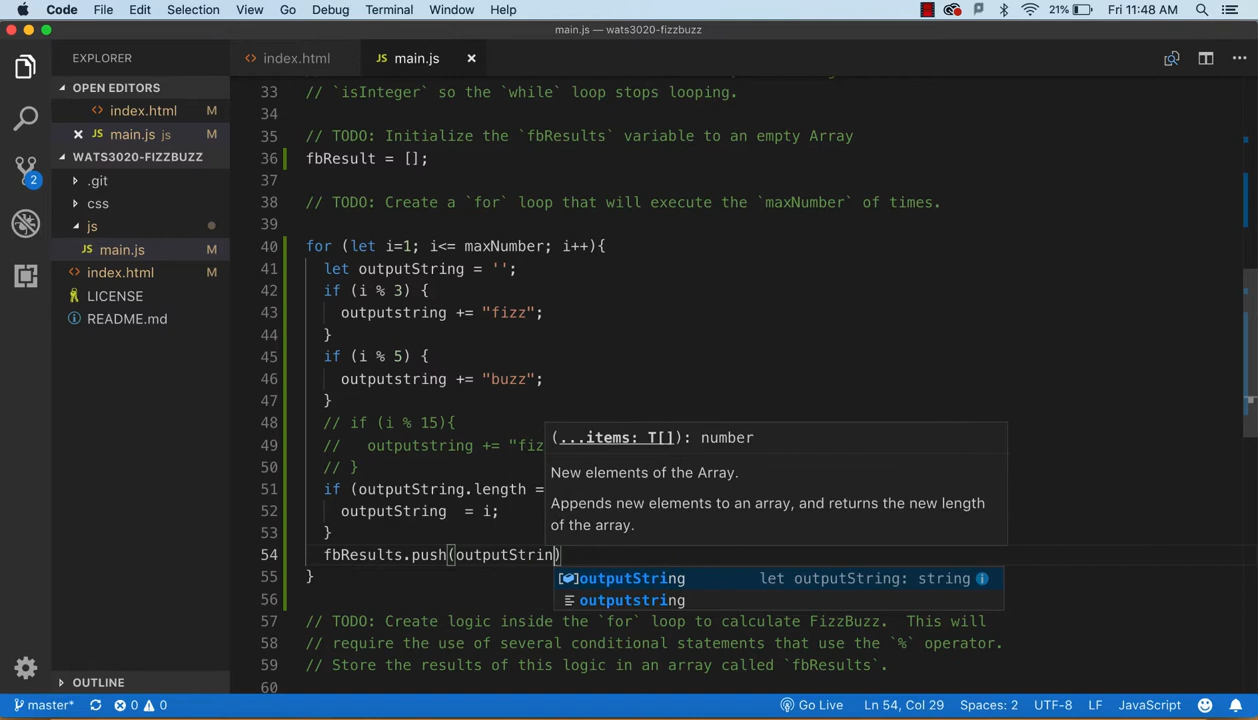 Code File Edit Selection View Go Debug Terminal Window Help 21% Fri 11:48 AM
main.js — wats3020-fizzbuzz
EXPLORER
index.html
main.js
OPEN EDITORS
index.html M
main.js js M
WATS3020-FIZZBUZZ
.git
css
js
JS main.js M
index.html M
LICENSE
README.md
OUTLINE
2
33 // `isInteger` so the `while` loop stops looping.
34
35 // TODO: Initialize the `fbResults` variable to an empty Array
36 fbResult = [];
37
38 // TODO: Create a `for` loop that will execute the `maxNumber` of times.
39
40 for (let i=1; i<= maxNumber; i++){
41 let outputString = '';
42 if (i % 3) {
43 outputstring += "fizz";
44 }
45 if (i % 5) {
46 outputstring += "buzz";
47 }
48 // if (i % 15){
49 // outputstring += "fiz
50 // }
51 if (outputString.length =
52 outputString = i;
53 }
54 fbResults.push(outputStrin)
55 }
56
57 // TODO: Create logic inside the `for` loop to calculate FizzBuzz. This will
58 // require the use of several conditional statements that use the `%` operator.
59 // Store the results of this logic in an array called `fbResults`.
60
(...items: T[]): number
New elements of the Array.
Appends new elements to an array, and returns the new length
of the array.
outputString let outputString: string
outputstring
master* 0 0 Go Live Ln 54, Col 29 Spaces: 2 UTF-8 LF JavaScript